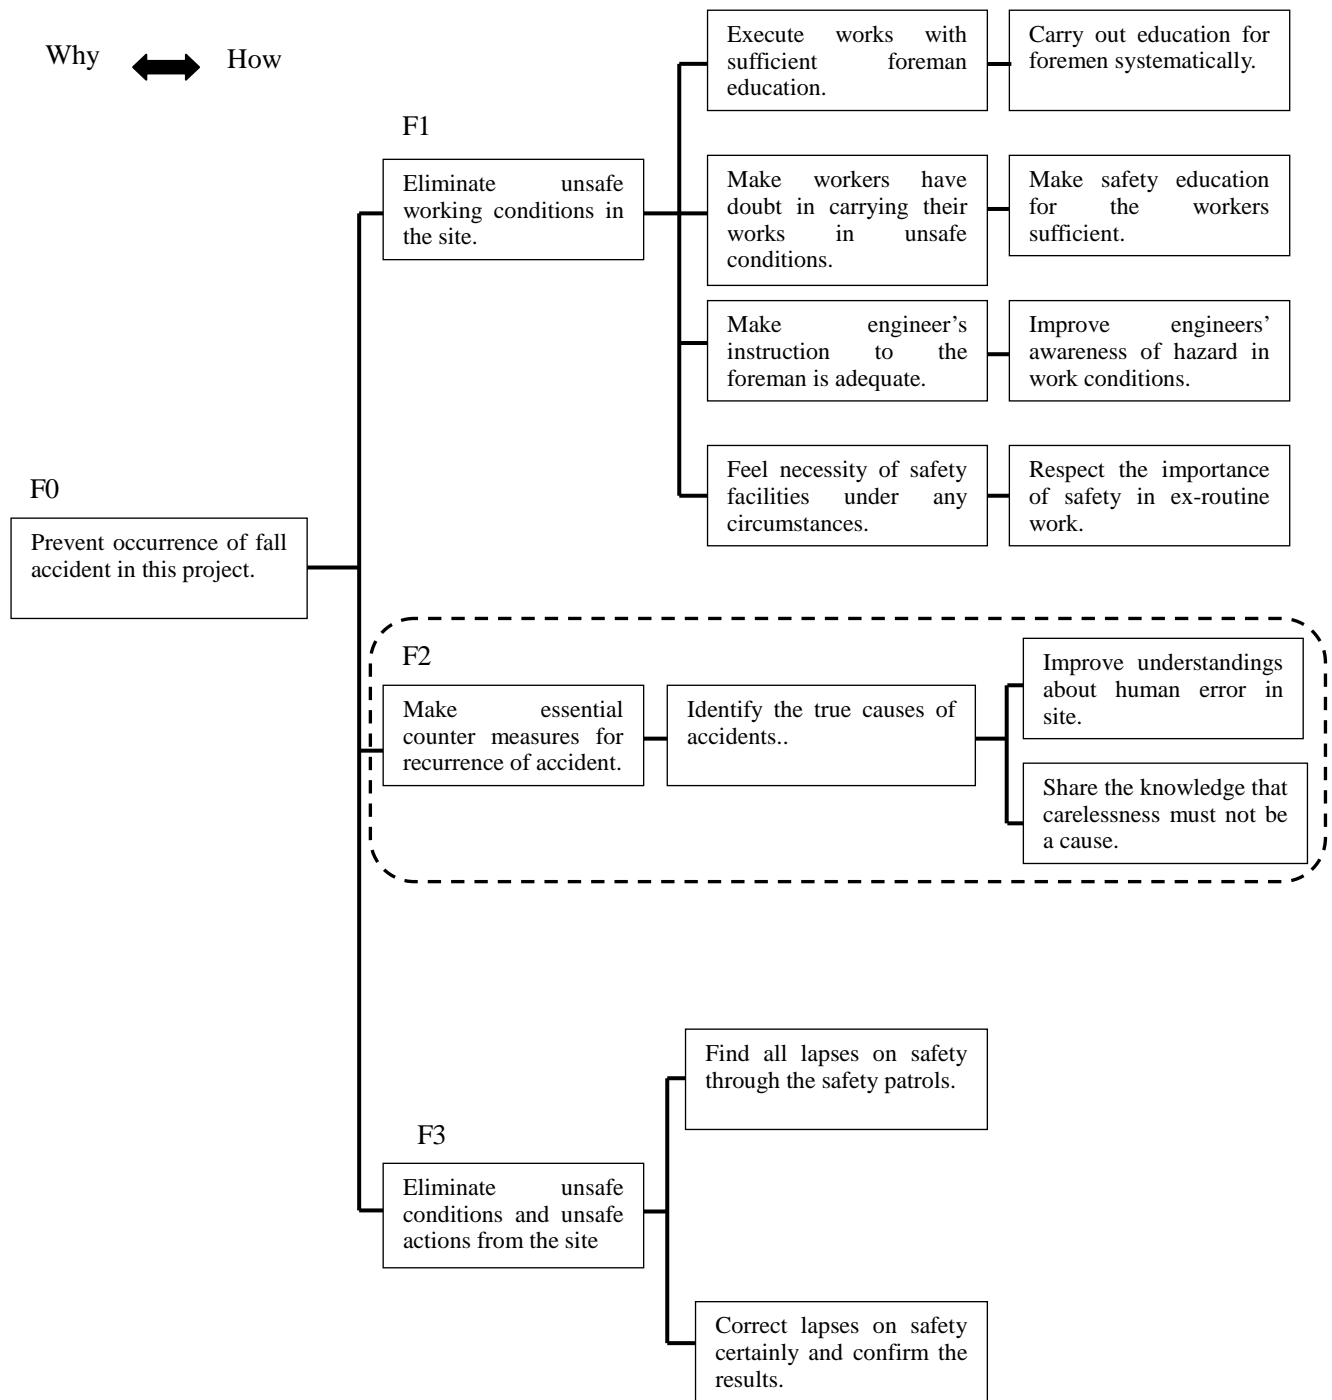 Why
How
Execute works with
sufficient foreman
education.
Carry out education for
foremen systematically.
F1
Eliminate unsafe
working conditions in
the site.
Make workers have
doubt in carrying their
works in unsafe
conditions.
Make safety education
for the workers
sufficient.
Make engineer’s
instruction to the
foreman is adequate.
Improve engineers’
awareness of hazard in
work conditions.
Feel necessity of safety
facilities under any
circumstances.
Respect the importance
of safety in ex-routine
work.
F0
Prevent occurrence of fall
accident in this project.
F2
Make essential
counter measures for
recurrence of accident.
Identify the true causes of
accidents..
Improve understandings
about human error in
site.
Share the knowledge that
carelessness must not be
a cause.
Find all lapses on safety
through the safety patrols.
F3
Eliminate unsafe
conditions and unsafe
actions from the site
Correct lapses on safety
certainly and confirm the
results.